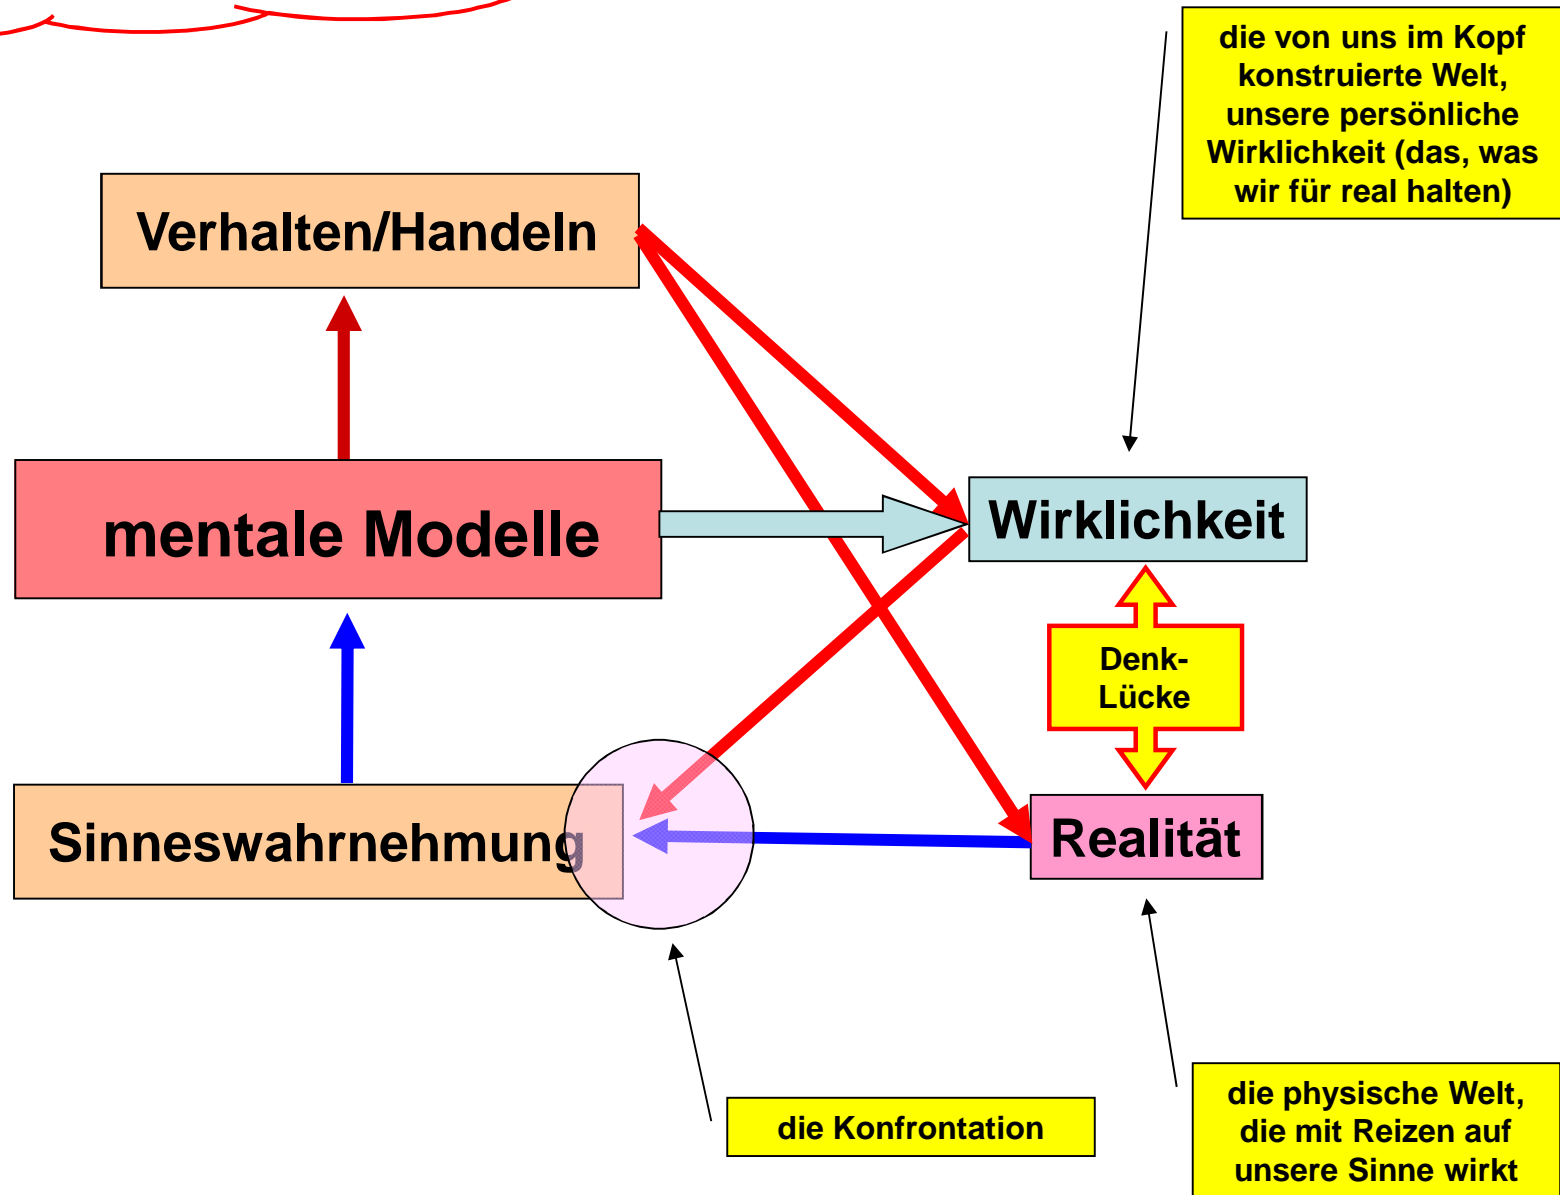 die von uns im Kopf
konstruierte Welt,
unsere persönliche
Wirklichkeit (das, was
wir für real halten)
Verhalten/Handeln
mentale Modelle
Wirklichkeit
Denk-
Lücke
Sinneswahrnehmung
Realität
die Konfrontation
die physische Welt,
die mit Reizen auf
unsere Sinne wirkt